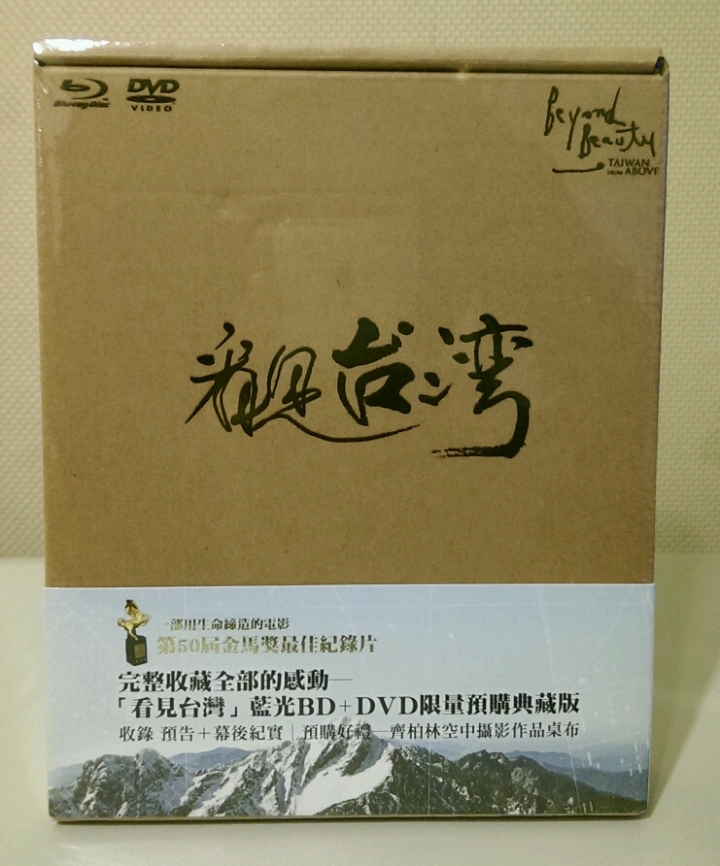 Blu-ray Disc
DVD
VIDEO
Beyond
Beauty
TAIWAN
FROM ABOVE
看見台灣
一部用生命締造的電影
第50屆金馬獎最佳紀錄片
完整收藏全部的感動—
「看見台灣」藍光BD+DVD限量預購典藏版
收錄 預告+幕後紀實│預購好禮—齊柏林空中攝影作品桌布